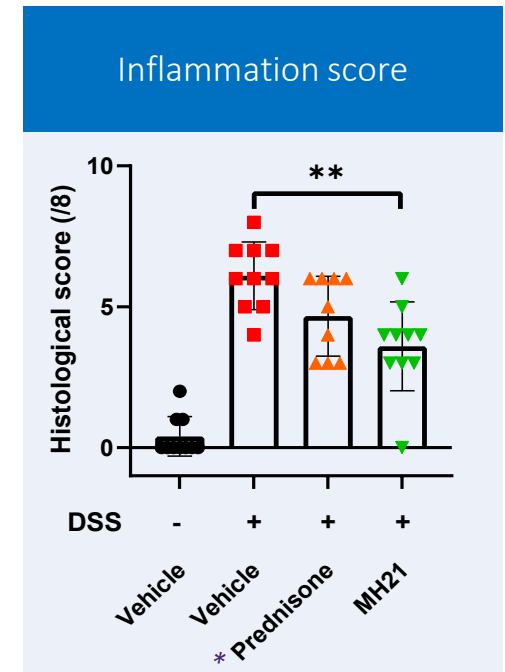 Inflammation score
Histological score (/8)
10
**
5
0
DSS - + + +
Vehicle
Vehicle
* Prednisone
MH21